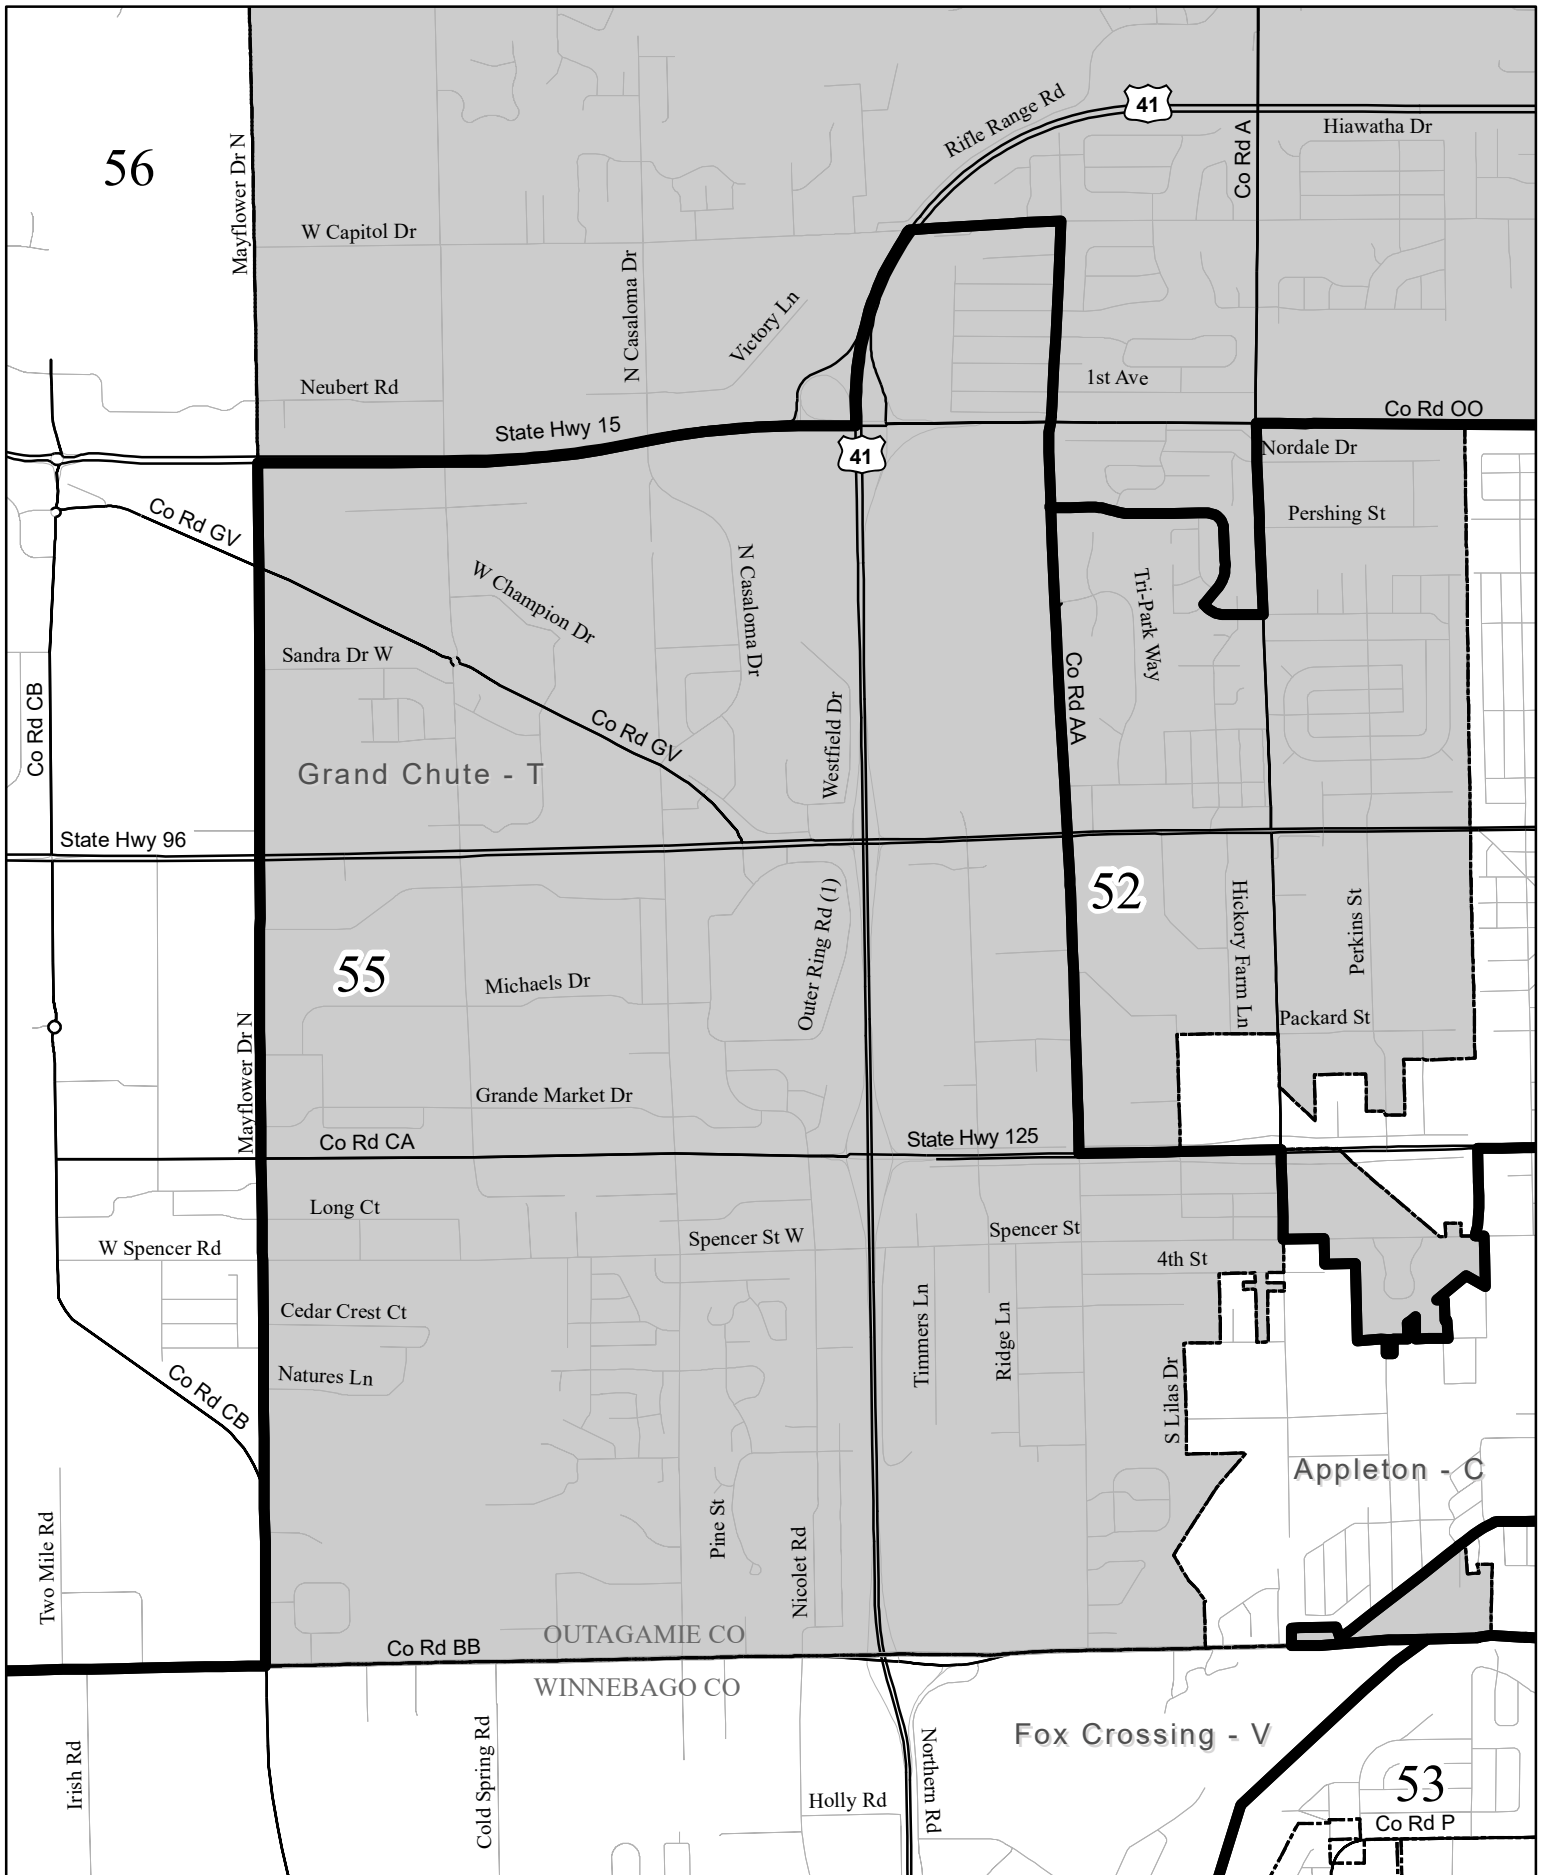 41
Rifle Range Rd
Hiawatha Dr
Co Rd A
56
Mayflower Dr N
W Capitol Dr
N Casaloma Dr
Victory Ln
Neubert Rd
1st Ave
Co Rd OO
State Hwy 15
41
Nordale Dr
Co Rd GV
Pershing St
W Champion Dr
N Casaloma Dr
Tri-Park Way
Sandra Dr W
Co Rd AA
Co Rd CB
Co Rd GV
Westfield Dr
Grand Chute - T
State Hwy 96
52
Hickory Farm Ln
Perkins St
Outer Ring Rd (1)
55
Michaels Dr
Packard St
Mayflower Dr N
Grande Market Dr
Co Rd CA
State Hwy 125
Long Ct
Spencer St W
Spencer St
W Spencer Rd
4th St
Cedar Crest Ct
Timmers Ln
Ridge Ln
Natures Ln
S Lilas Dr
Co Rd CB
Appleton - C
Two Mile Rd
Pine St
Nicolet Rd
Co Rd BB
OUTAGAMIE CO
WINNEBAGO CO
Fox Crossing - V
Irish Rd
Cold Spring Rd
Northern Rd
Holly Rd
53
Co Rd P